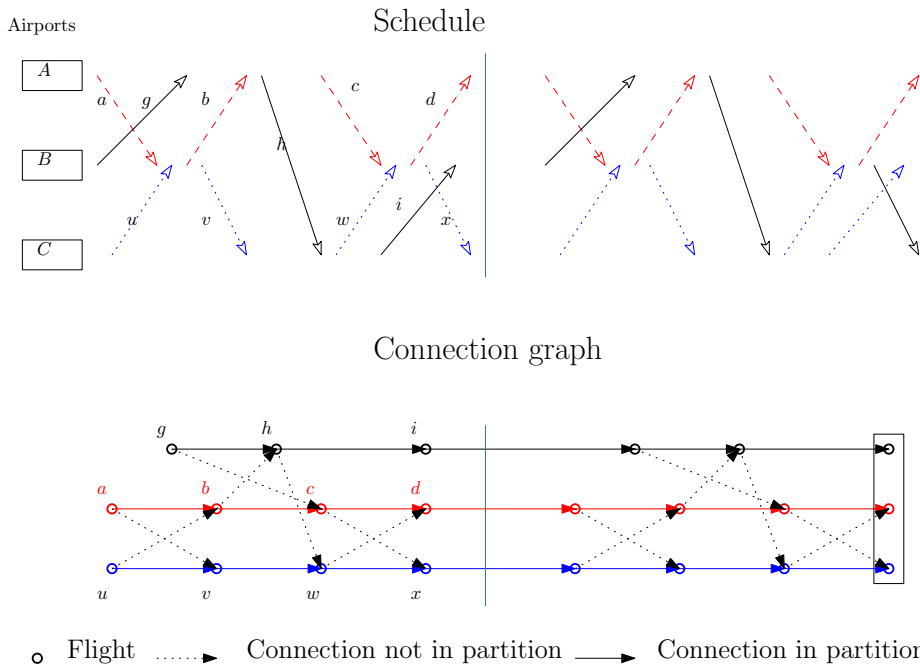 Schedule
Airports
A
a
g
b
c
d
B
h
u
v
w
i
x
C
Connection graph
g
h
i
a
b
c
d
u
v
w
x
Flight
Connection not in partition
Connection in partition